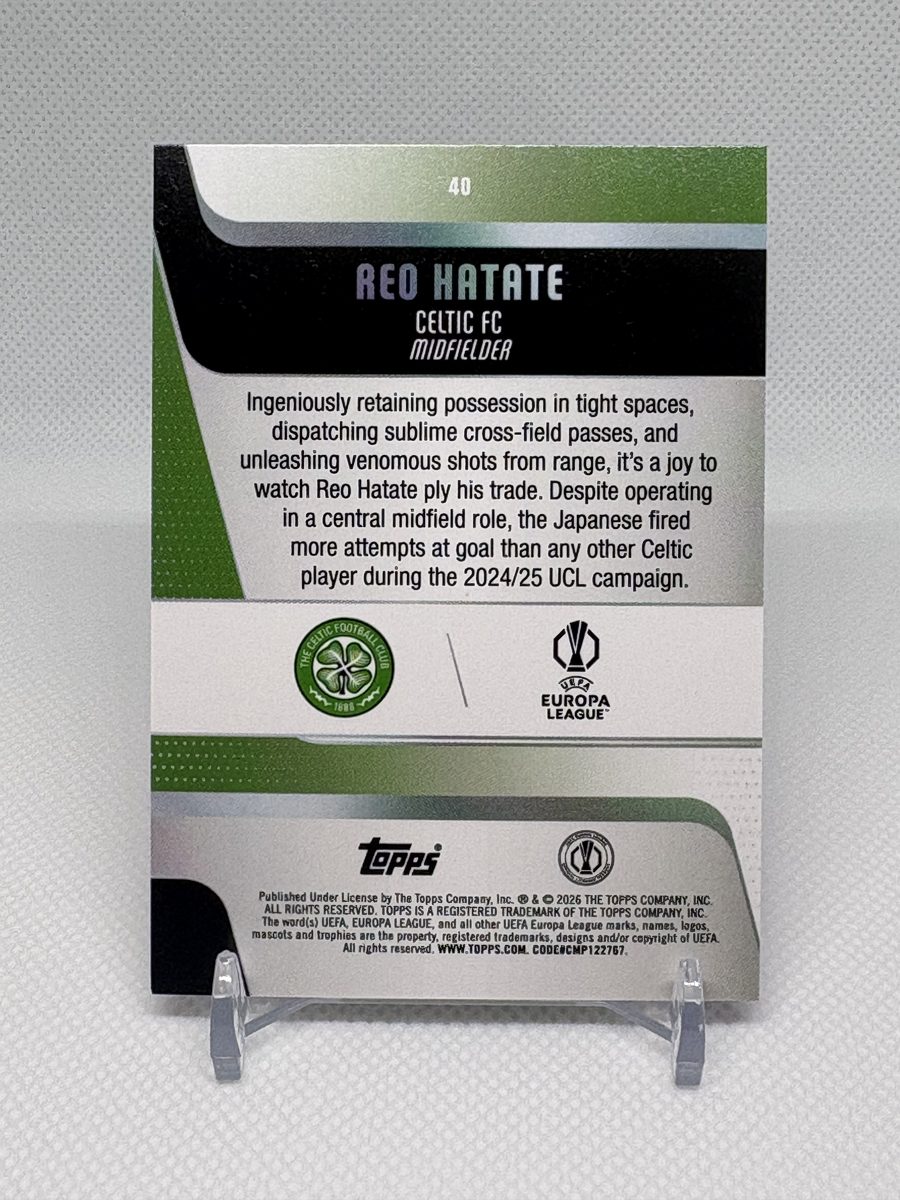 40
REO HATATE
CELTIC FC
MIDFIELDER
Ingeniously retaining possession in tight spaces,
dispatching sublime cross-field passes, and
unleashing venomous shots from range, it's a joy to
watch Reo Hatate ply his trade. Despite operating
in a central midfield role, the Japanese fired
more attempts at goal than any other Celtic
player during the 2024/25 UCL campaign.
THE CELTIC FOOTBALL CLUB
1888
UEFA
EUROPA
LEAGUE™
Topps®
Published Under License by The Topps Company, Inc. ® & © 2026 THE TOPPS COMPANY, INC.
ALL RIGHTS RESERVED. TOPPS IS A REGISTERED TRADEMARK OF THE TOPPS COMPANY, INC.
The word(s) UEFA, EUROPA LEAGUE, and all other UEFA Europa League marks, names, logos,
mascots and trophies are the property, registered trademarks, designs and/or copyright of UEFA.
All rights reserved. WWW.TOPPS.COM. CODE#CMP122767.